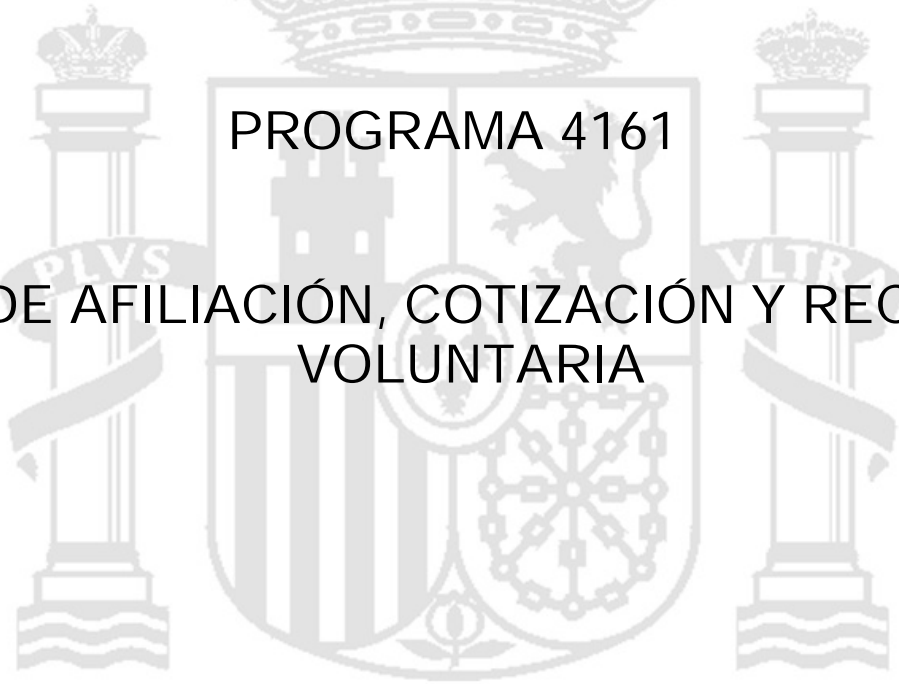 PROGRAMA 4161
PLVS
VLTRA
DE AFILIACIÓN, COTIZACIÓN Y REC
VOLUNTARIA